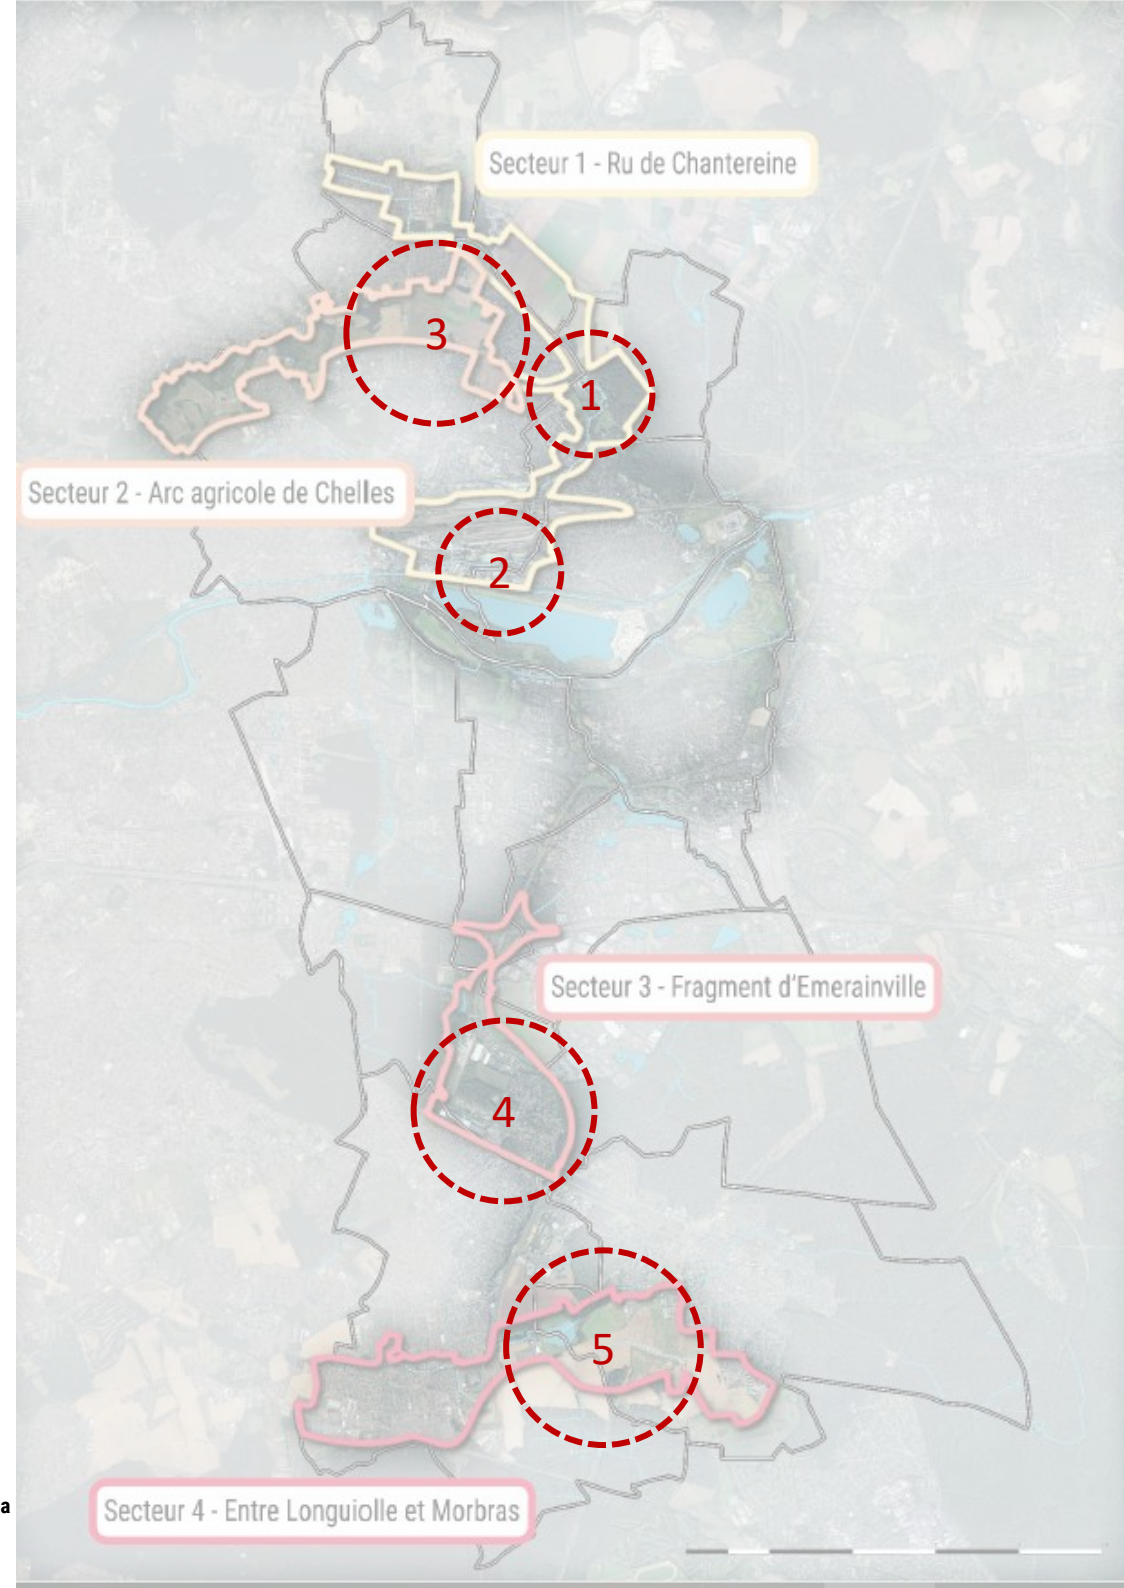 Secteur 1 - Ru de Chantereine
3
1
Secteur 2 - Arc agricole de Chelles
2
Secteur 3 - Fragment d'Emerainville
4
5
a
Secteur 4 - Entre Longuiolle et Morbras